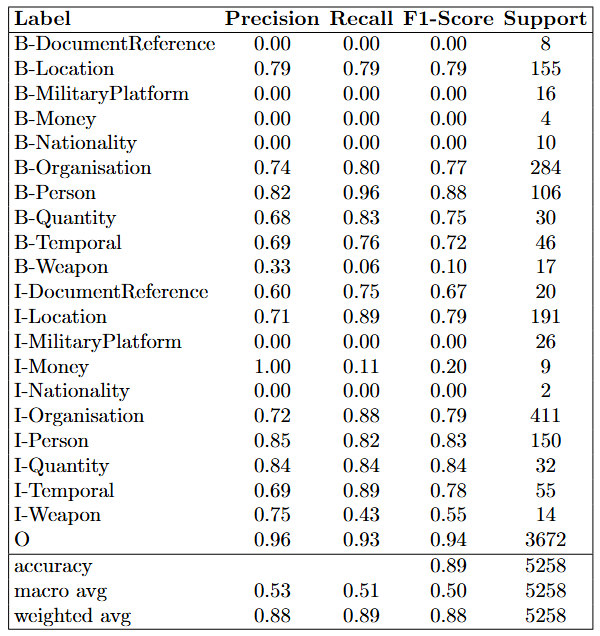 Label Precision Recall F1-Score Support
B-DocumentReference 0.00 0.00 0.00 8
B-Location 0.79 0.79 0.79 155
B-MilitaryPlatform 0.00 0.00 0.00 16
B-Money 0.00 0.00 0.00 4
B-Nationality 0.00 0.00 0.00 10
B-Organisation 0.74 0.80 0.77 284
B-Person 0.82 0.96 0.88 106
B-Quantity 0.68 0.83 0.75 30
B-Temporal 0.69 0.76 0.72 46
B-Weapon 0.33 0.06 0.10 17
I-DocumentReference 0.60 0.75 0.67 20
I-Location 0.71 0.89 0.79 191
I-MilitaryPlatform 0.00 0.00 0.00 26
I-Money 1.00 0.11 0.20 9
I-Nationality 0.00 0.00 0.00 2
I-Organisation 0.72 0.88 0.79 411
I-Person 0.85 0.82 0.83 150
I-Quantity 0.84 0.84 0.84 32
I-Temporal 0.69 0.89 0.78 55
I-Weapon 0.75 0.43 0.55 14
O 0.96 0.93 0.94 3672
accuracy 0.89 5258
macro avg 0.53 0.51 0.50 5258
weighted avg 0.88 0.89 0.88 5258